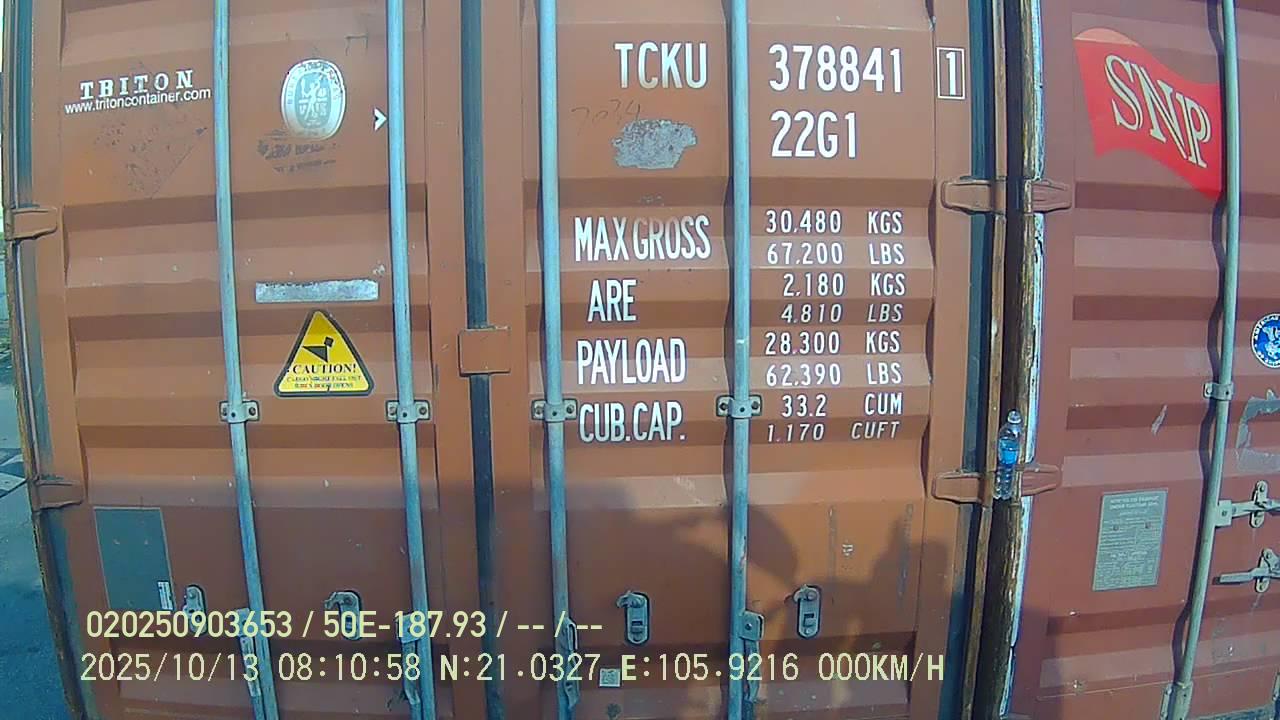 TRITON
www.tritoncontainer.com
TCKU 378841 1
22G1
7034
MAX GROSS 30.480 KGS
67,200 LBS
ARE 2,180 KGS
4.810 LBS
PAYLOAD 28.300 KGS
62,390 LBS
CUB.CAP. 33.2 CUM
1.170 CUFT
CAUTION!
SNP
020250903653 / 50E-187.93 / -- / --
2025/10/13 08:10:58 N:21.0327 E:105.9216 000KM/H